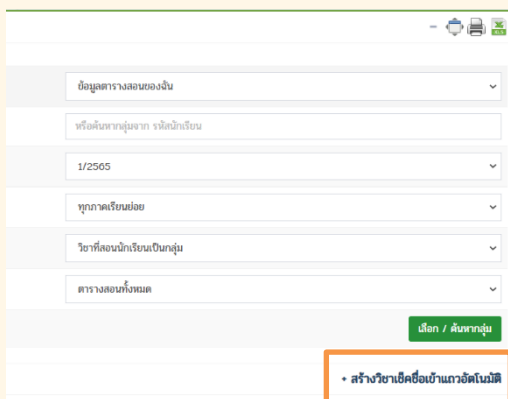 XLS
ข้อมูลตารางสอนของฉัน
หรือค้นหากลุ่มจาก รหัสนักเรียน
1/2565
ทุกภาคเรียนย่อย
วิชาที่สอนนักเรียนเป็นกลุ่ม
ตารางสอนทั้งหมด
เลือก / ค้นหากลุ่ม
+ สร้างวิชาเช็คชื่อเข้าแถวอัตโนมัติ